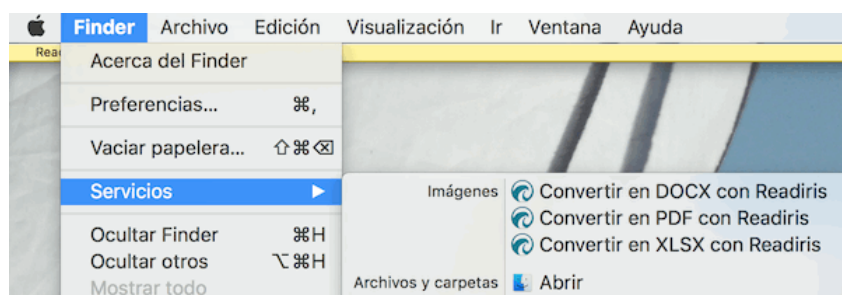 Finder Archivo Edición Visualización Ir Ventana Ayuda
Acerca del Finder
Preferencias... ⌘,
Vaciar papelera... ⇧⌘⌫
Servicios ▶
Imágenes Convertir en DOCX con Readiris
Convertir en PDF con Readiris
Convertir en XLSX con Readiris
Ocultar Finder ⌘H
Ocultar otros ⌥⌘H
Archivos y carpetas Abrir
Mostrar todo